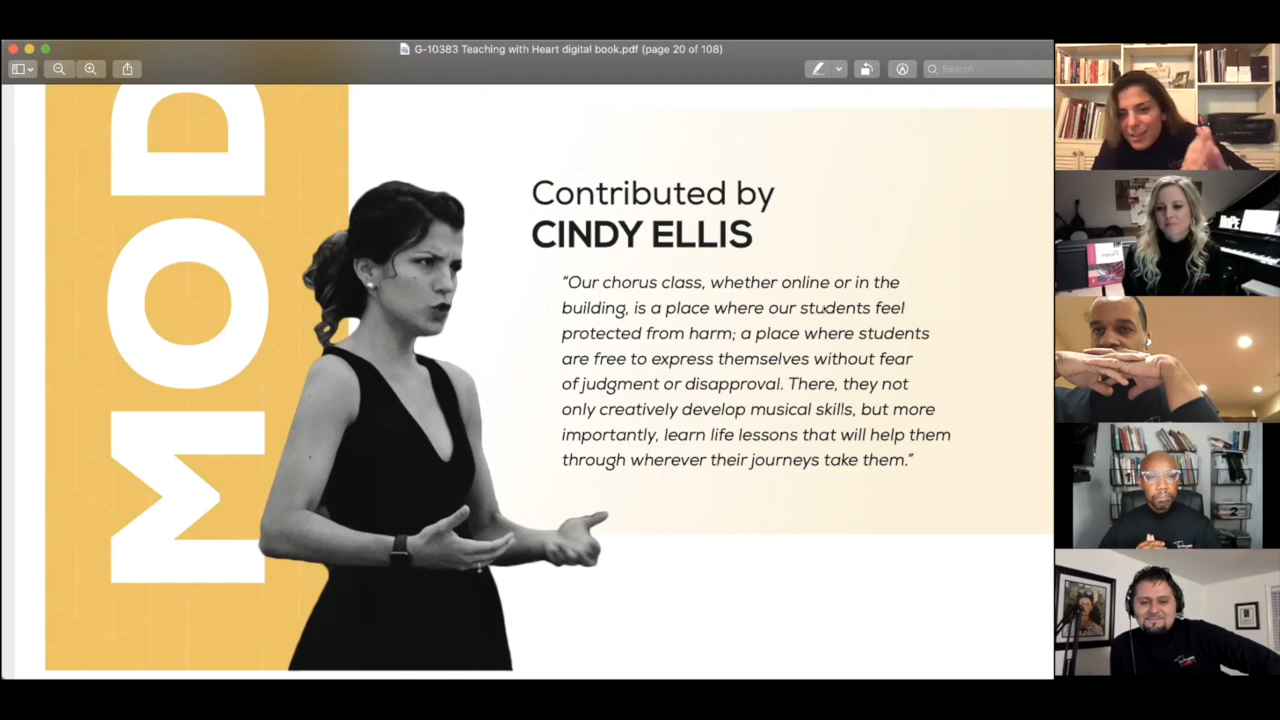 G-10383 Teaching with Heart digital book.pdf (page 20 of 108)
Search
MOD
Contributed by
CINDY ELLIS
“Our chorus class, whether online or in the
building, is a place where our students feel
protected from harm; a place where students
are free to express themselves without fear
of judgment or disapproval. There, they not
only creatively develop musical skills, but more
importantly, learn life lessons that will help them
through wherever their journeys take them.”
HOPE
2